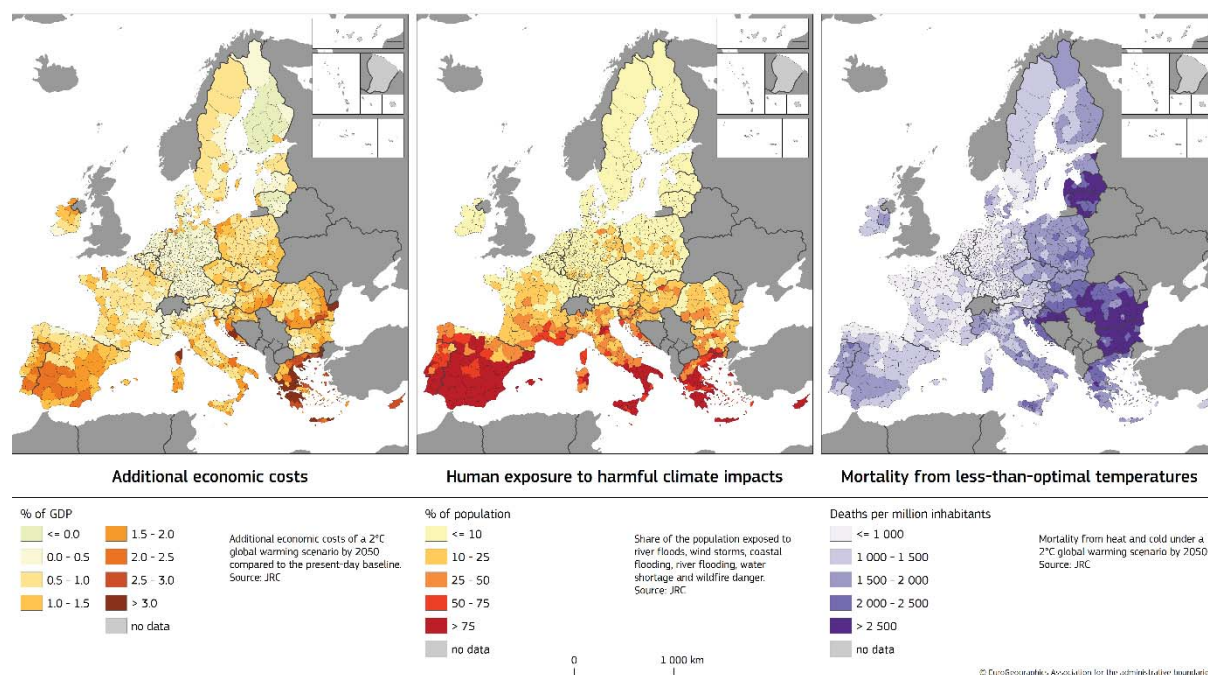 Additional economic costs
Human exposure to harmful climate impacts
Mortality from less-than-optimal temperatures
% of GDP
<= 0.0
0.0 - 0.5
0.5 - 1.0
1.0 - 1.5
1.5 - 2.0
2.0 - 2.5
2.5 - 3.0
> 3.0
no data
Additional economic costs of a 2°C
global warming scenario by 2050
compared to the present-day baseline.
Source: JRC
% of population
<= 10
10 - 25
25 - 50
50 - 75
> 75
no data
Share of the population exposed to
river floods, wind storms, coastal
flooding, river flooding, water
shortage and wildfire danger.
Source: JRC
Deaths per million inhabitants
<= 1 000
1 000 - 1 500
1 500 - 2 000
2 000 - 2 500
> 2 500
no data
Mortality from heat and cold under a
2°C global warming scenario by 2050
Source: JRC
0 1 000 km
© EuroGeographics Association for the administrative boundaries